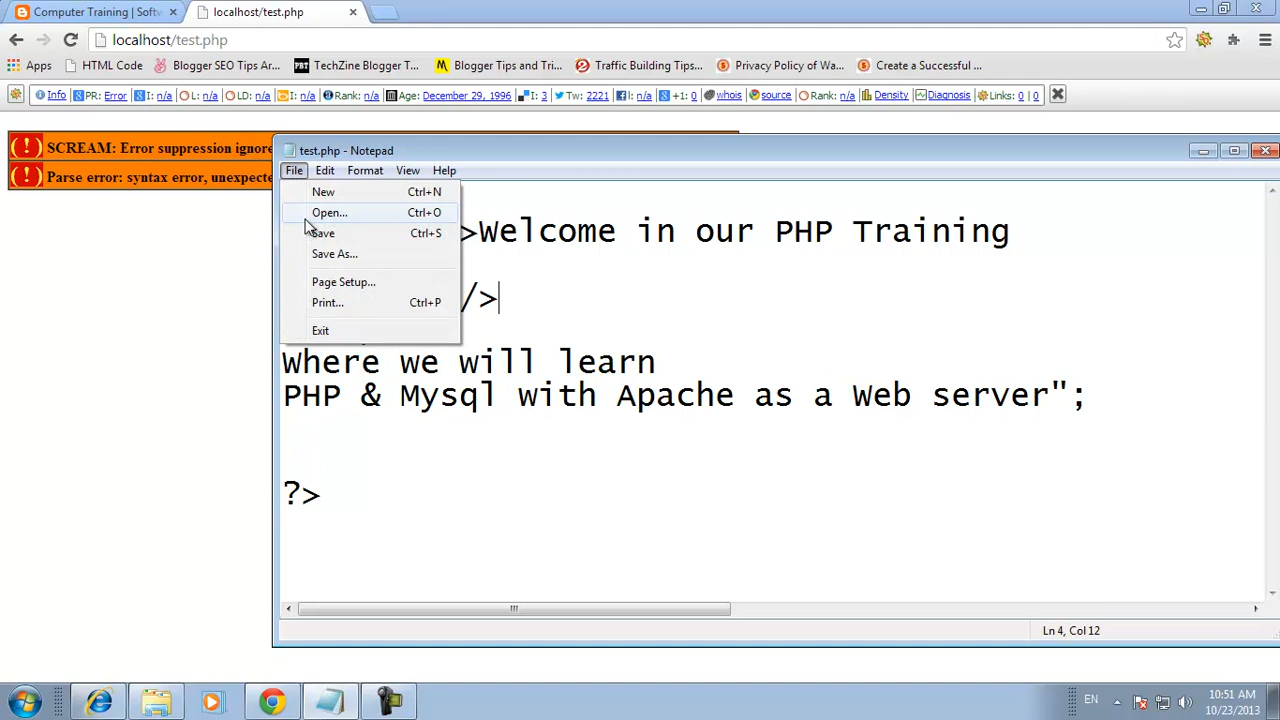 Computer Training | Softw
localhost/test.php
localhost/test.php
Apps HTML Code Blogger SEO Tips Ar... PBT TechZine Blogger T... Blogger Tips and Tri... Traffic Building Tips... Privacy Policy of Wa... Create a Successful ...
Info PR: Error I: n/a L: n/a LD: n/a I: n/a Rank: n/a Age: December 29, 1996 I: 3 Tw: 2221 l: n/a +1: 0 whois source Rank: n/a Density Diagnosis Links: 0 | 0
( ! ) SCREAM: Error suppression ignore
( ! ) Parse error: syntax error, unexpecte
test.php - Notepad
File Edit Format View Help
New Ctrl+N
Open... Ctrl+O
Save Ctrl+S
Save As...
Page Setup...
Print... Ctrl+P
Exit
>Welcome in our PHP Training
/>
Where we will learn
PHP & Mysql with Apache as a Web server";
?>
Ln 4, Col 12
EN
10:51 AM
10/23/2013